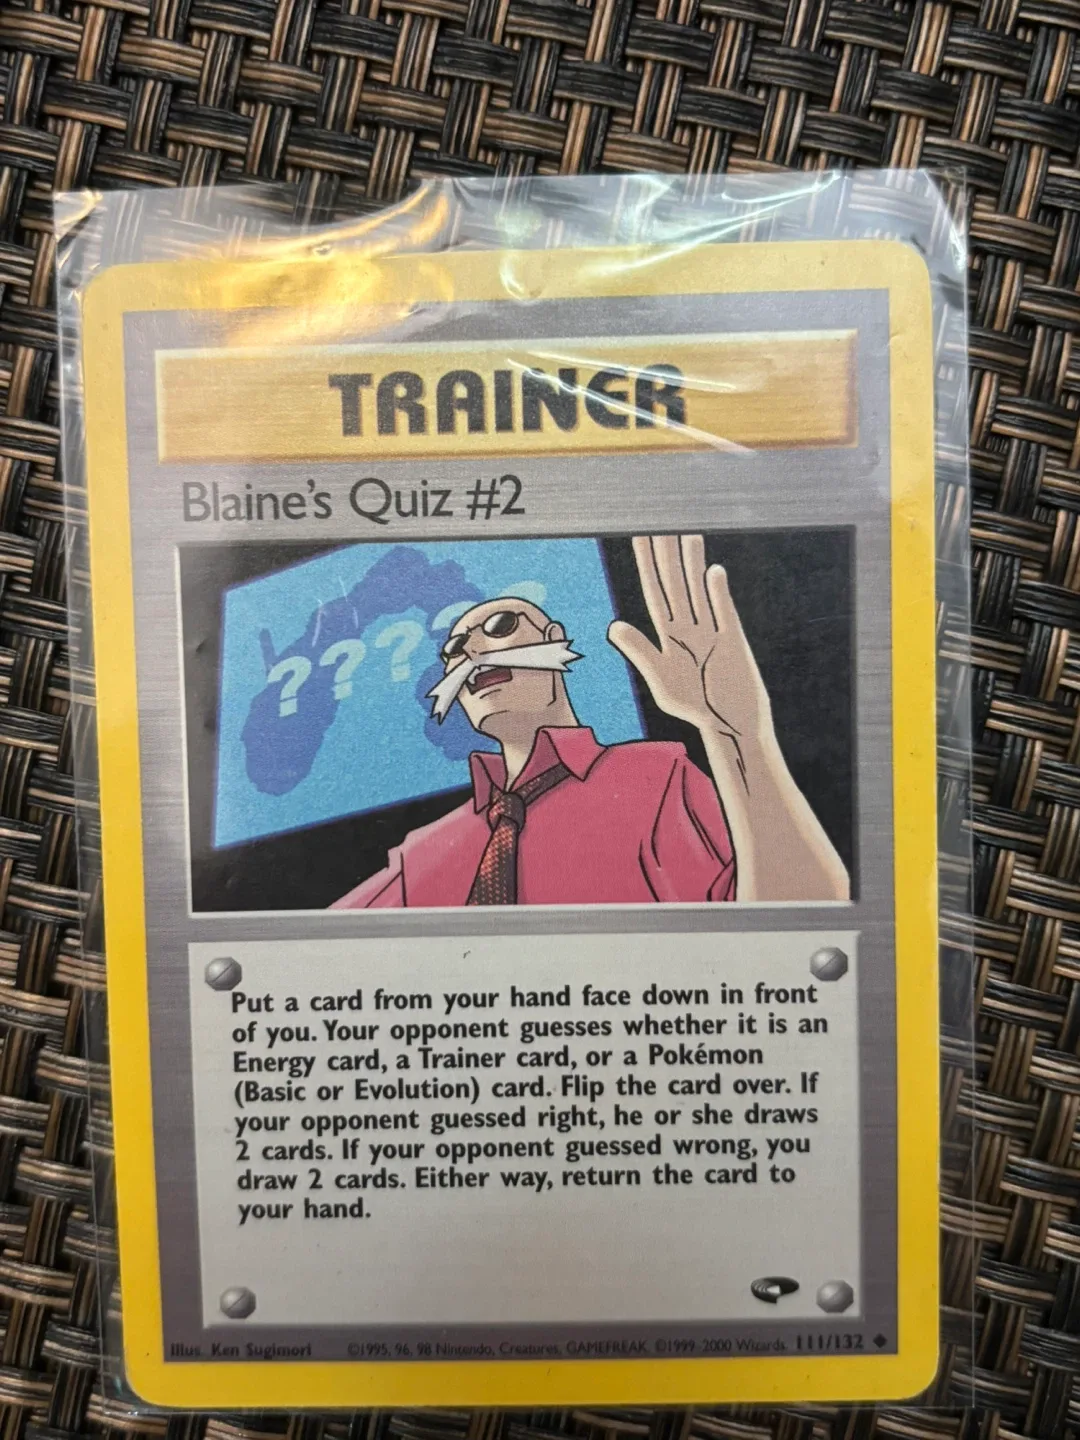 TRAINER
Blaine's Quiz #2
? ? ? ?
Put a card from your hand face down in front
of you. Your opponent guesses whether it is an
Energy card, a Trainer card, or a Pokémon
(Basic or Evolution) card. Flip the card over. If
your opponent guessed right, he or she draws
2 cards. If your opponent guessed wrong, you
draw 2 cards. Either way, return the card to
your hand.
Illus. Ken Sugimori ©1995, 96, 98 Nintendo, Creatures, GAMEFREAK. ©1999-2000 Wizards. 111/132